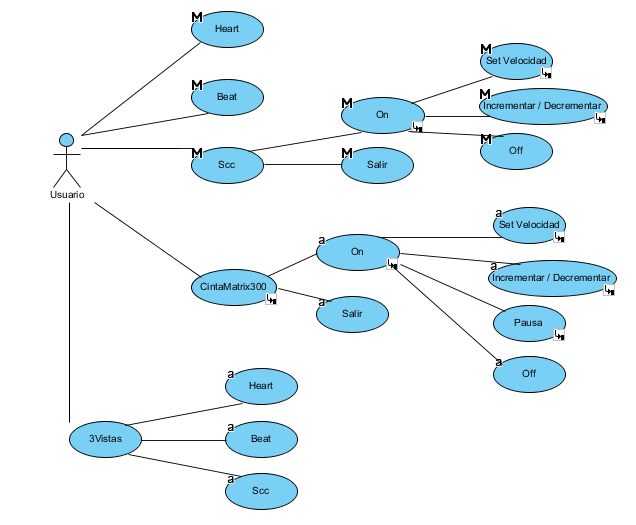 M Heart
M Beat
M Set Velocidad
M Incrementar / Decrementar
M On
M Off
M Scc
M Salir
Usuario
a Set Velocidad
a On
a Incrementar / Decrementar
CintaMatrix300
a Salir
Pausa
a Off
a Heart
3Vistas
a Beat
a Scc